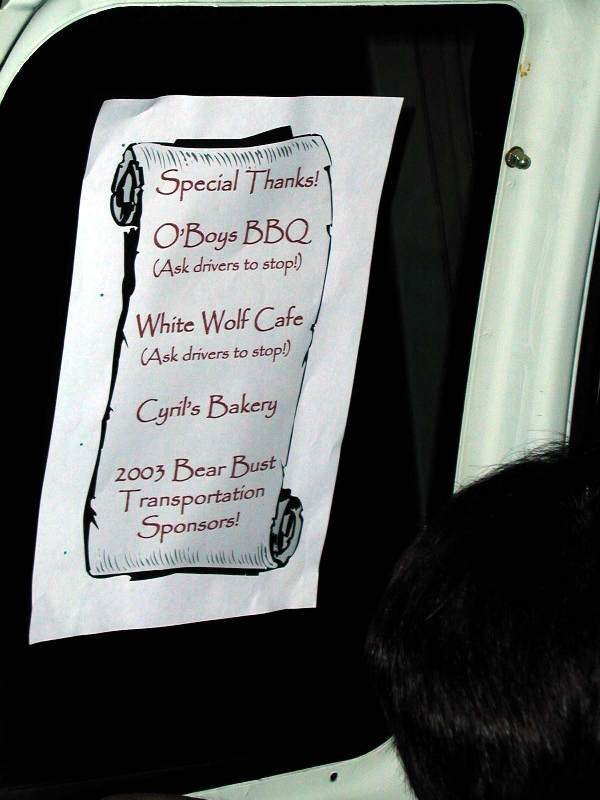 Special Thanks!
O'Boys BBQ
(Ask drivers to stop!)
White Wolf Cafe
(Ask drivers to stop!)
Cyril's Bakery
2003 Bear Bust
Transportation
Sponsors!